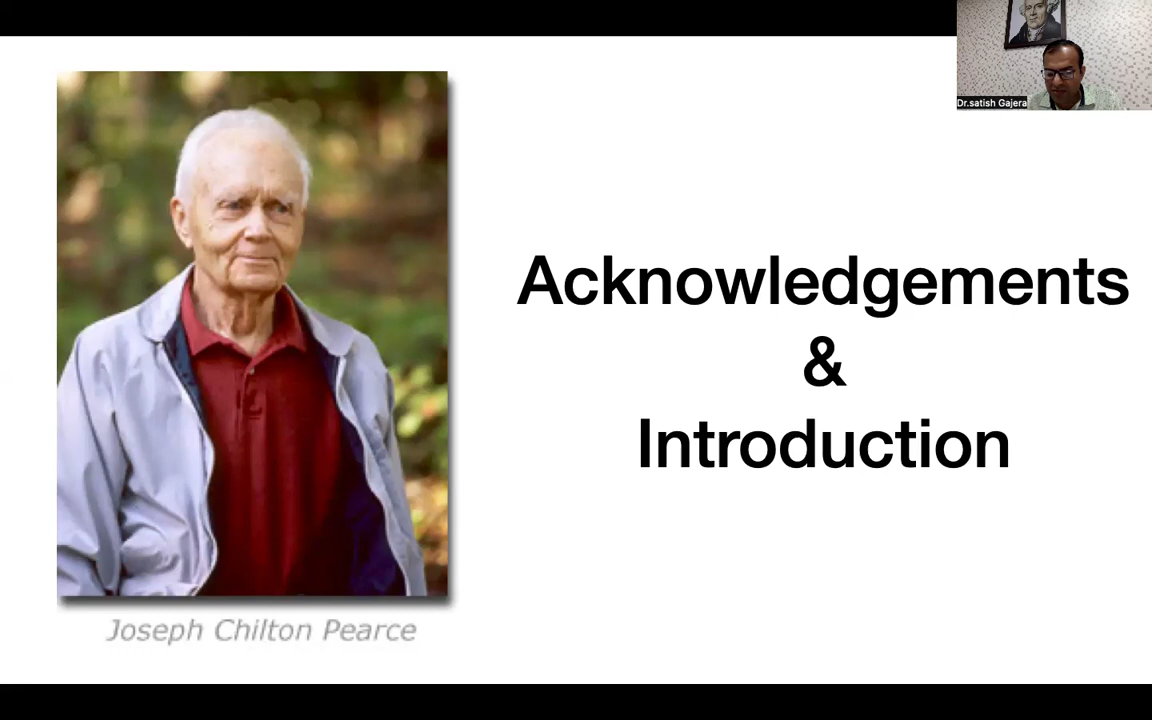 Dr.satish Gajera
Acknowledgements
&
Introduction
Joseph Chilton Pearce